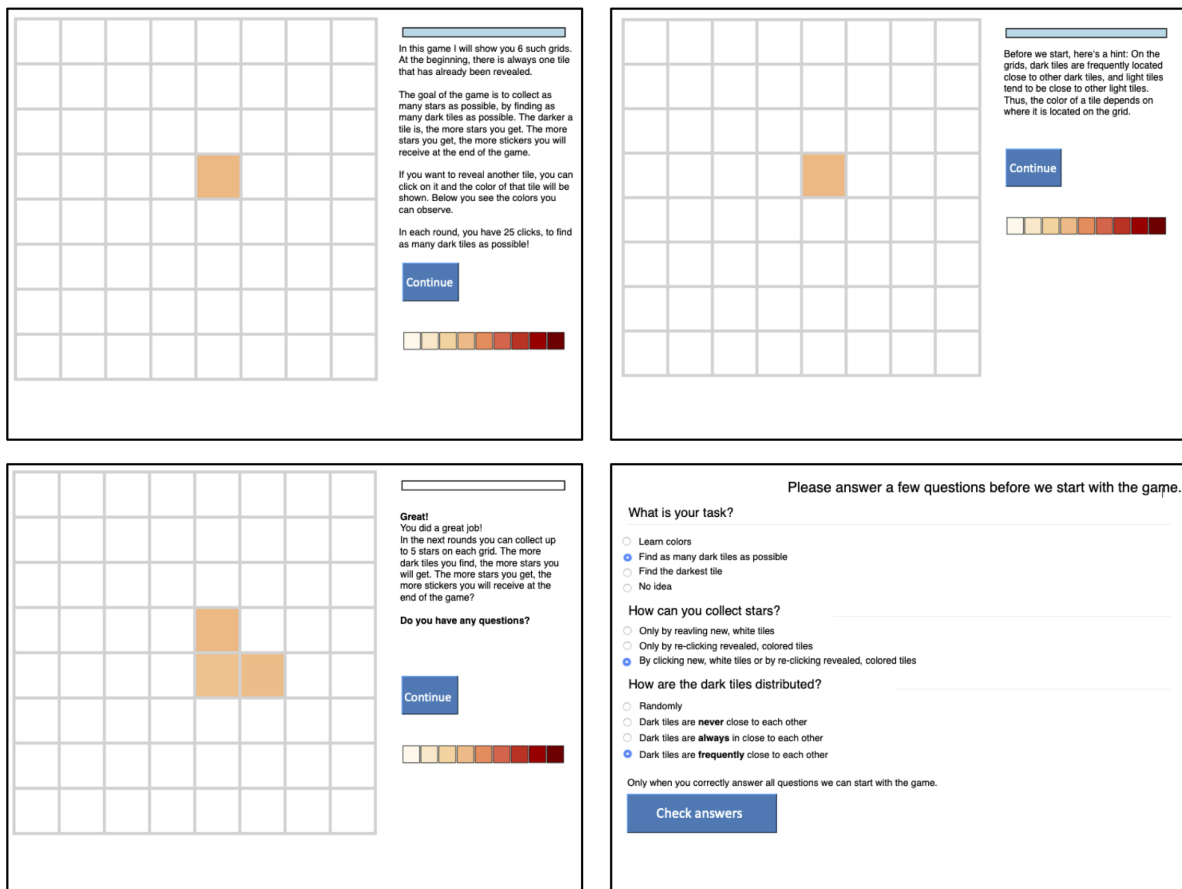 In this game I will show you 6 such grids.
At the beginning, there is always one tile
that has already been revealed.
The goal of the game is to collect as
many stars as possible, by finding as
many dark tiles as possible. The darker a
tile is, the more stars you get. The more
stars you get, the more stickers you will
receive at the end of the game.
If you want to reveal another tile, you can
click on it and the color of that tile will be
shown. Below you see the colors you
can observe.
In each round, you have 25 clicks, to find
as many dark tiles as possible!
Continue
Before we start, here's a hint: On the
grids, dark tiles are frequently located
close to other dark tiles, and light tiles
tend to be close to other light tiles.
Thus, the color of a tile depends on
where it is located on the grid.
Continue
Great!
You did a great job!
In the next rounds you can collect up
to 5 stars on each grid. The more
dark tiles you find, the more stars you
will get. The more stars you get, the
more stickers you will receive at the
end of the game?
Do you have any questions?
Continue
Please answer a few questions before we start with the game.
What is your task?
Learn colors
Find as many dark tiles as possible
Find the darkest tile
No idea
How can you collect stars?
Only by reavling new, white tiles
Only by re-clicking revealed, colored tiles
By clicking new, white tiles or by re-clicking revealed, colored tiles
How are the dark tiles distributed?
Randomly
Dark tiles are never close to each other
Dark tiles are always in close to each other
Dark tiles are frequently close to each other
Only when you correctly answer all questions we can start with the game.
Check answers